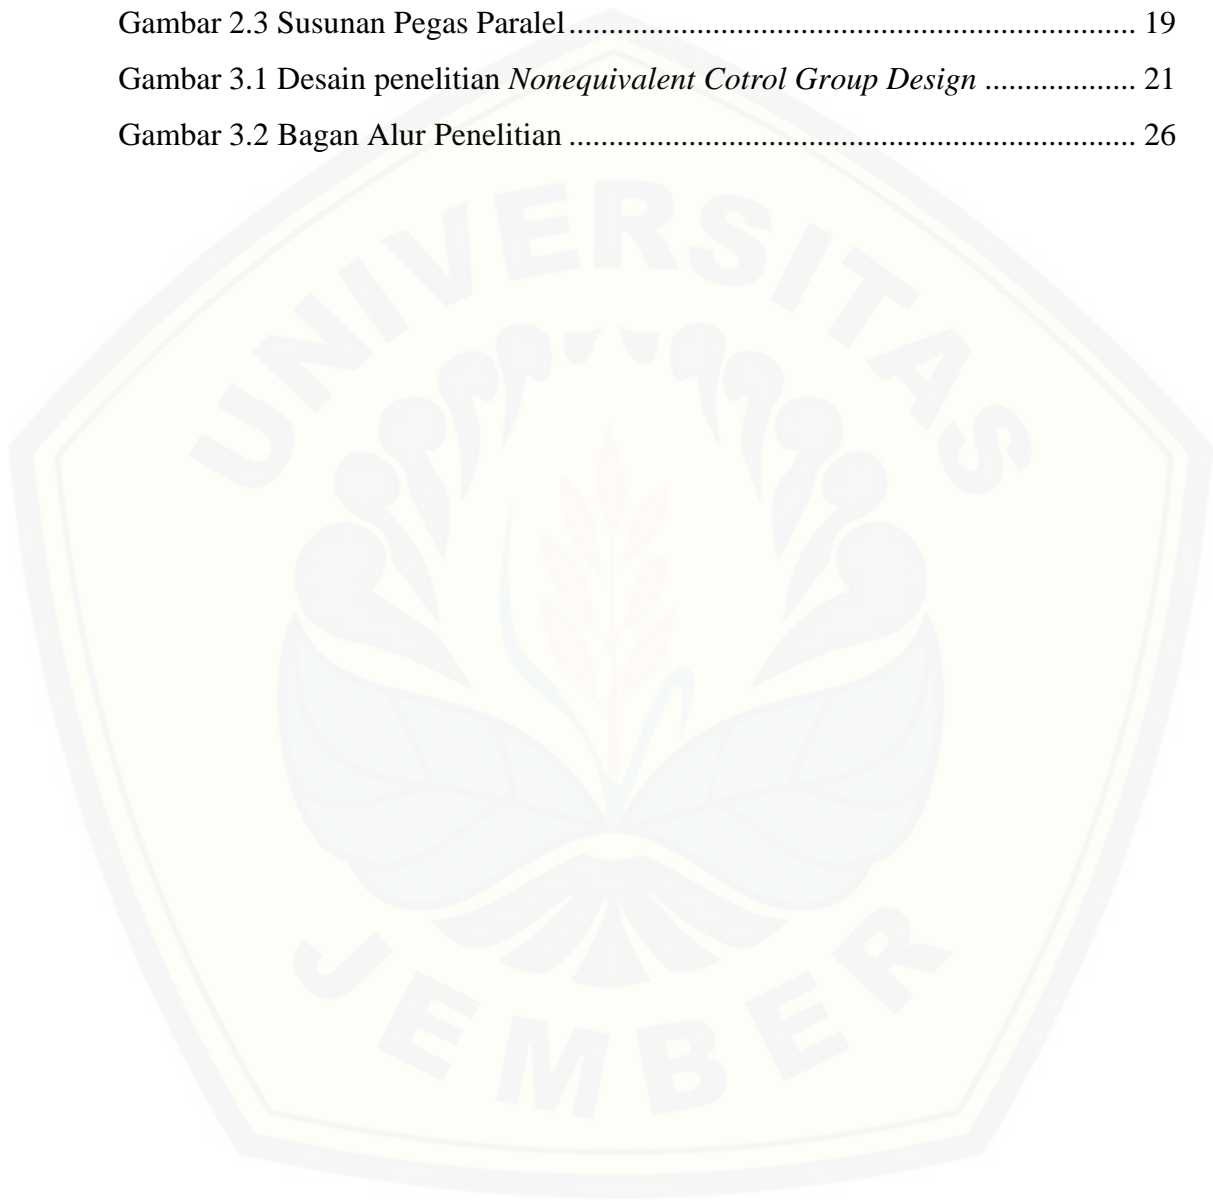 Gambar 2.3 Susunan Pegas Paralel....................................................................... 19
Gambar 3.1 Desain penelitian Nonequivalent Cotrol Group Design ................... 21
Gambar 3.2 Bagan Alur Penelitian ....................................................................... 26
UNIVERSITAS
JEMBER